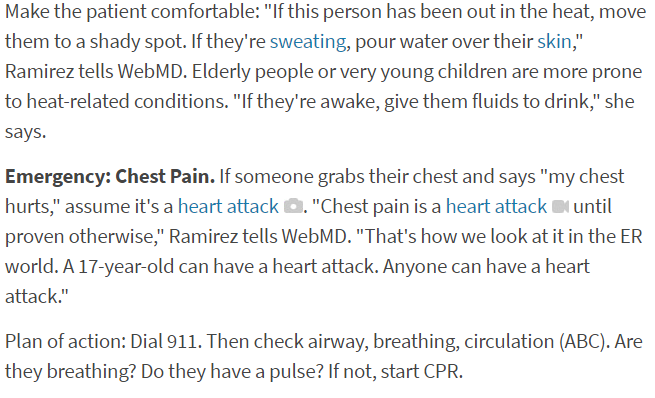 Make the patient comfortable: "If this person has been out in the heat, move
them to a shady spot. If they're sweating, pour water over their skin,"
Ramirez tells WebMD. Elderly people or very young children are more prone
to heat-related conditions. "If they're awake, give them fluids to drink," she
says.
Emergency: Chest Pain. If someone grabs their chest and says "my chest
hurts," assume it's a heart attack. "Chest pain is a heart attack until
proven otherwise," Ramirez tells WebMD. "That's how we look at it in the ER
world. A 17-year-old can have a heart attack. Anyone can have a heart
attack."
Plan of action: Dial 911. Then check airway, breathing, circulation (ABC). Are
they breathing? Do they have a pulse? If not, start CPR.